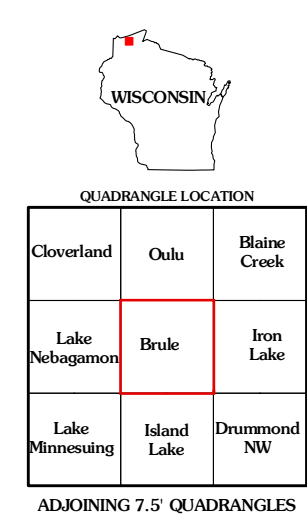 WISCONSIN
QUADRANGLE LOCATION
Cloverland
Oulu
Blaine
Creek
Lake
Nebagamon
Brule
Iron
Lake
Lake
Minnesuing
Island
Lake
Drummond
NW
ADJOINING 7.5' QUADRANGLES